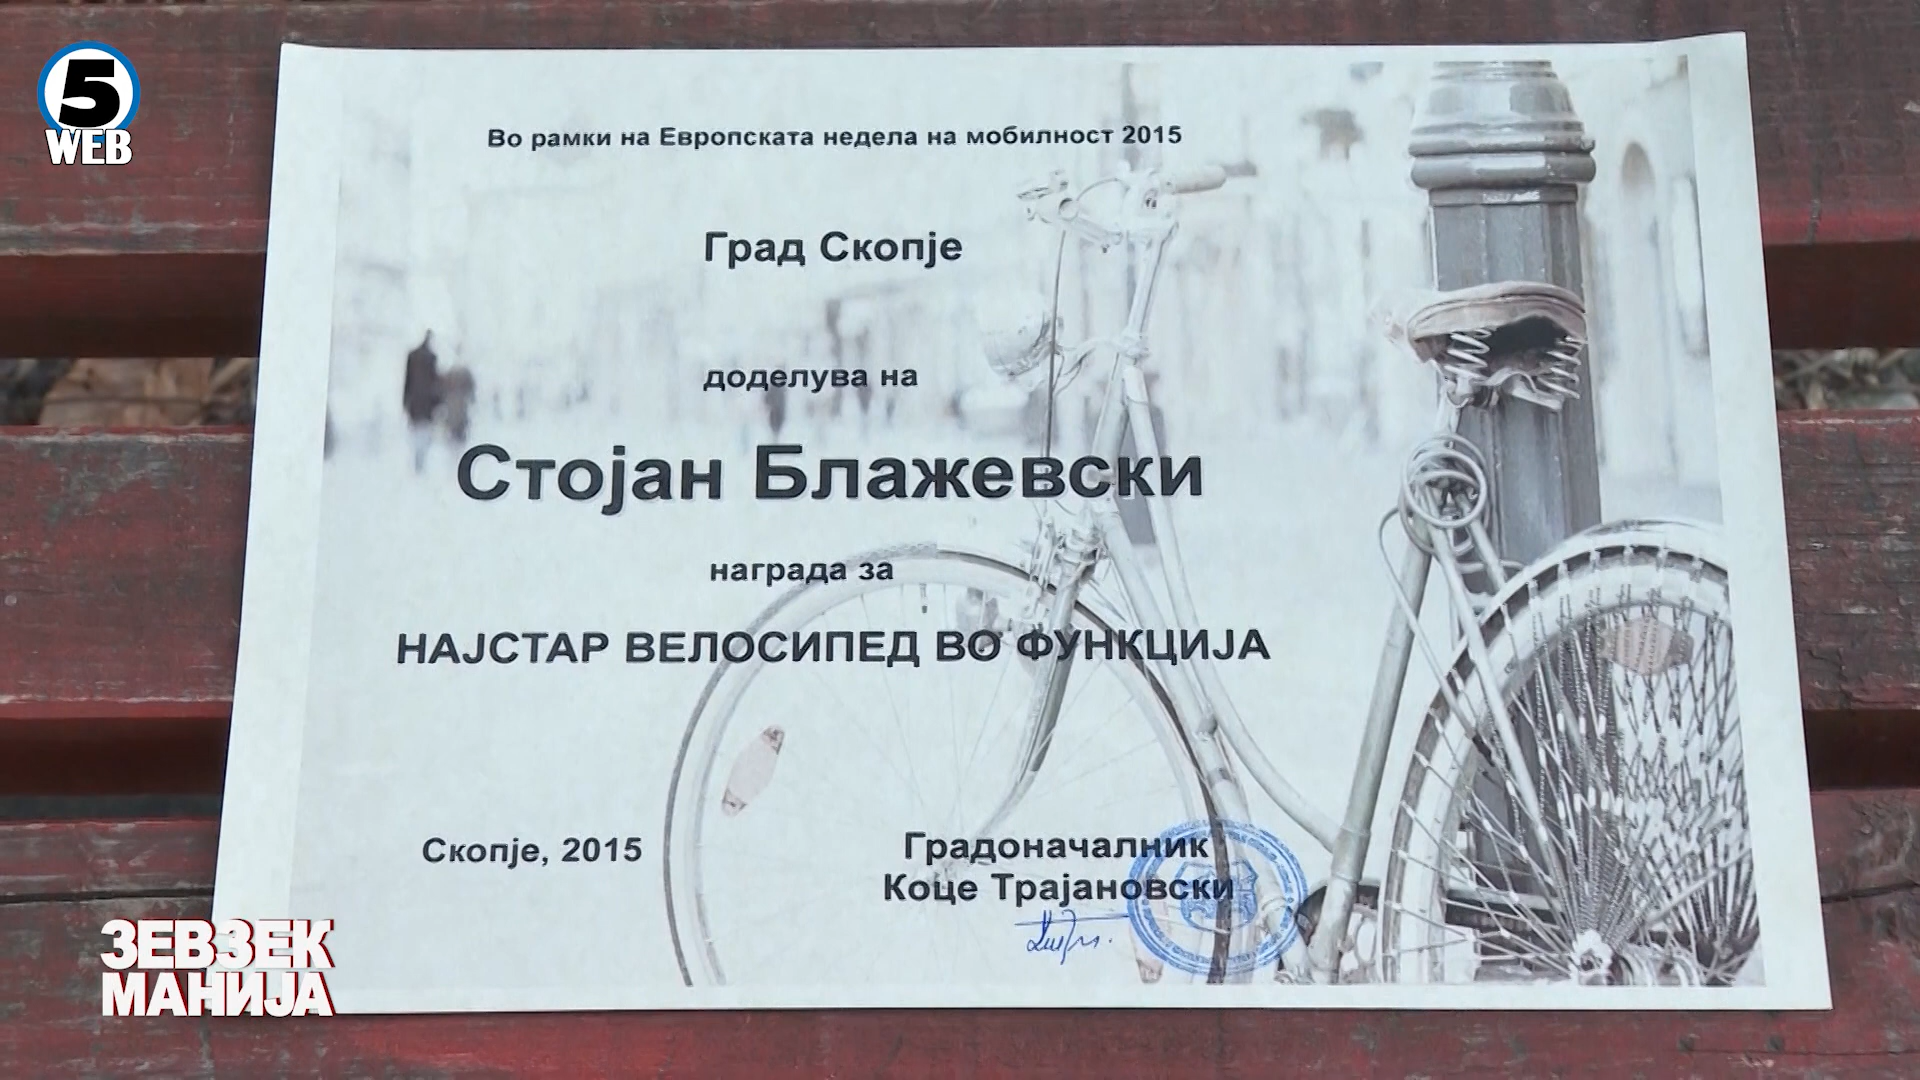 5
WEB
Во рамки на Европската недела на мобилност 2015
Град Скопје
доделува на
Стојан Блажевски
награда за
НАЈСТАР ВЕЛОСИПЕД ВО ФУНКЦИЈА
Скопје, 2015
Градоначалник
Коце Трајановски
ЗЕВЗЕК
МАНИЈА